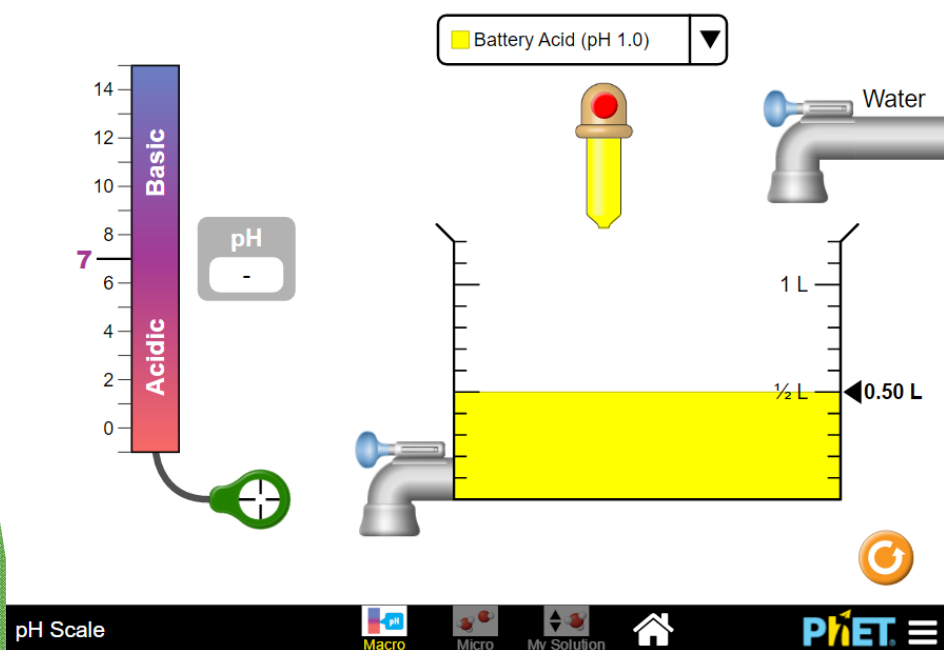 Battery Acid (pH 1.0)
Water
14
12
10
8
7
6
4
2
0
Basic
Acidic
pH
-
1 L
½ L
0.50 L
pH Scale
Macro
Micro
My Solution
PhET